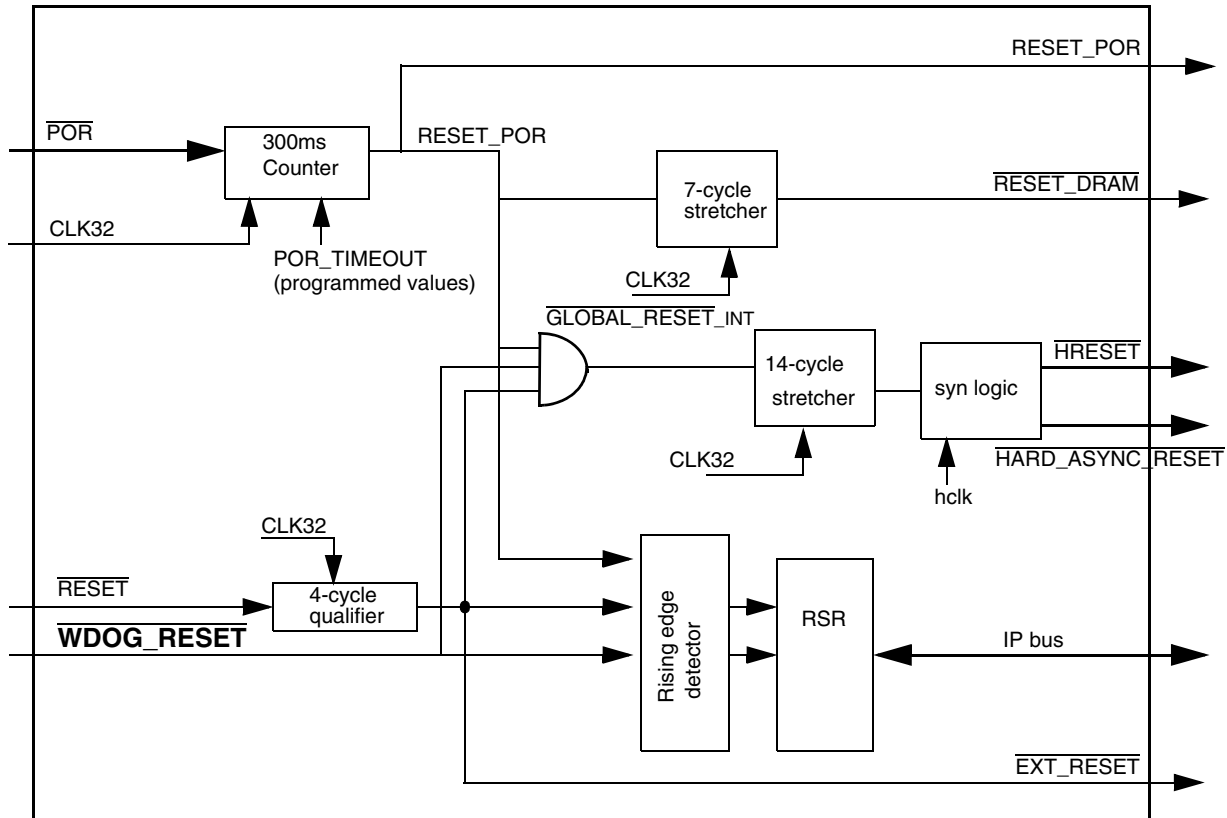 RESET_POR
POR
300ms
Counter
RESET_POR
7-cycle
stretcher
RESET_DRAM
CLK32
POR_TIMEOUT
(programmed values)
CLK32
GLOBAL_RESET_INT
14-cycle
stretcher
syn logic
HRESET
CLK32
HARD_ASYNC_RESET
hclk
CLK32
RESET
4-cycle
qualifier
WDOG_RESET
Rising edge
detector
RSR
IP bus
EXT_RESET